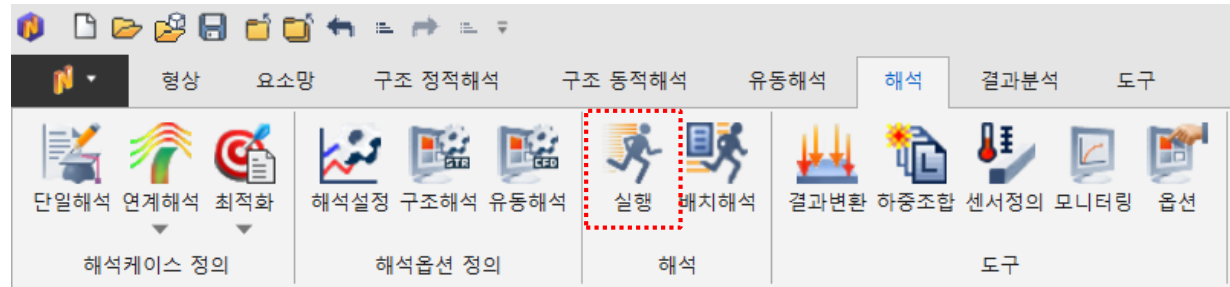 형상 요소망 구조 정적해석 구조 동적해석 유동해석 해석 결과분석 도구
STR CFD
단일해석 연계해석 최적화 해석설정 구조해석 유동해석 실행 배치해석 결과변환 하중조합 센서정의 모니터링 옵션
해석케이스 정의 해석옵션 정의 해석 도구